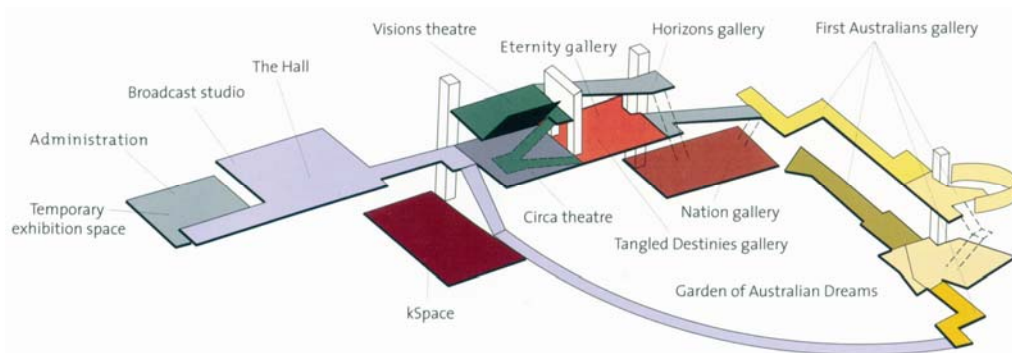 Visions theatre
Horizons gallery
First Australians gallery
Eternity gallery
The Hall
Broadcast studio
Administration
Temporary
exhibition space
Circa theatre
Nation gallery
Tangled Destinies gallery
Garden of Australian Dreams
kSpace